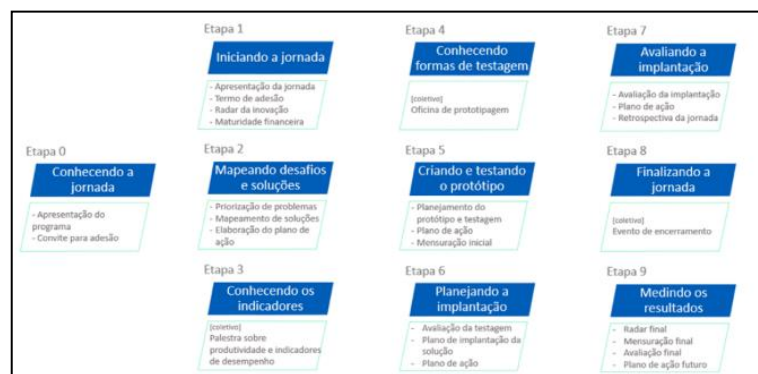 Etapa 0
Conhecendo a
jornada
- Apresentação do
programa
- Convite para adesão
Etapa 1
Iniciando a jornada
- Apresentação da jornada
- Termo de adesão
- Radar da inovação
- Maturidade financeira
Etapa 2
Mapeando desafios
e soluções
- Priorização de problemas
- Mapeamento de soluções
- Elaboração do plano de
ação
Etapa 3
Conhecendo os
indicadores
[coletivo]
Palestra sobre
produtividade e indicadores
de desempenho
Etapa 4
Conhecendo
formas de testagem
[coletivo]
Oficina de prototipagem
Etapa 5
Criando e testando
o protótipo
- Planejamento do
protótipo e testagem
- Plano de ação
- Mensuração inicial
Etapa 6
Planejando a
implantação
- Avaliação da testagem
- Plano de implantação da
solução
- Plano de ação
Etapa 7
Avaliando a
implantação
- Avaliação da implantação
- Plano de ação
- Retrospectiva da jornada
Etapa 8
Finalizando a
jornada
[coletivo]
Evento de encerramento
Etapa 9
Medindo os
resultados
- Radar final
- Mensuração final
- Avaliação final
- Plano de ação futuro